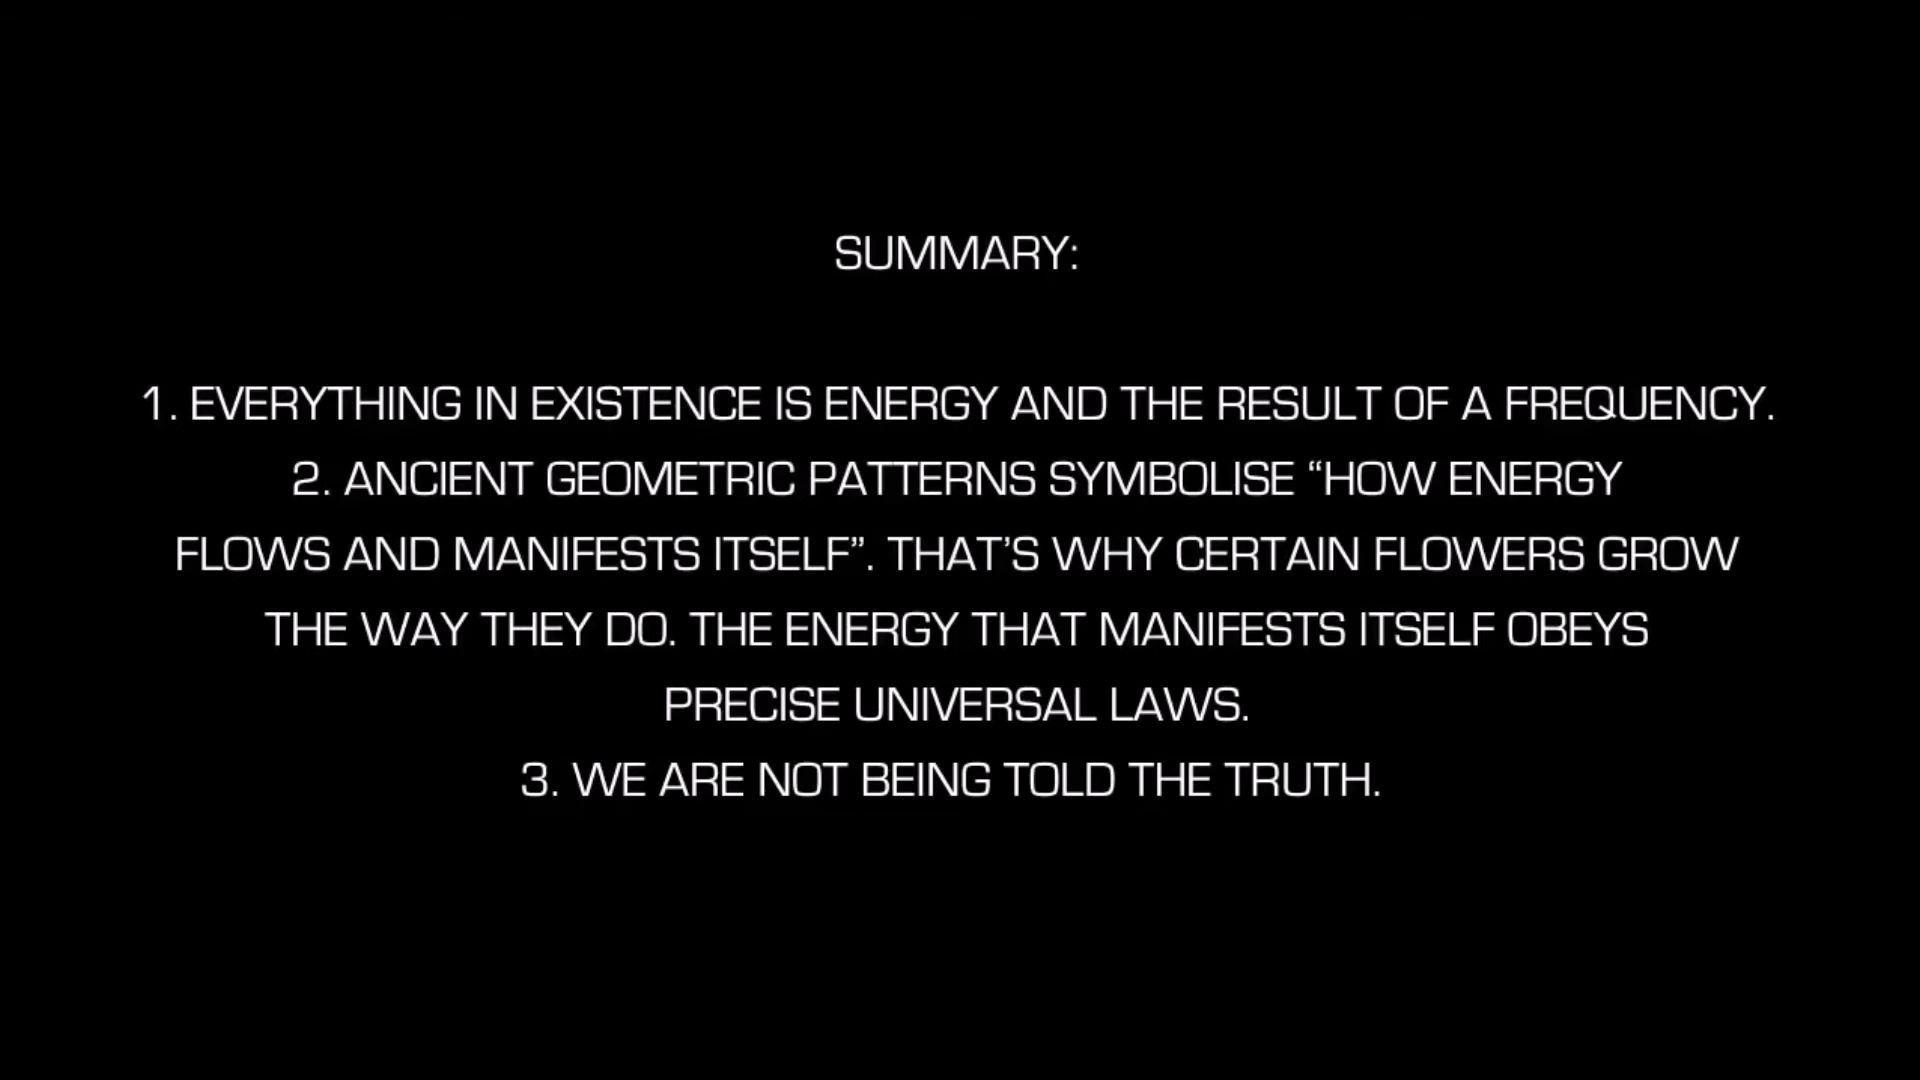 SUMMARY:
1. EVERYTHING IN EXISTENCE IS ENERGY AND THE RESULT OF A FREQUENCY.
2. ANCIENT GEOMETRIC PATTERNS SYMBOLISE “HOW ENERGY
FLOWS AND MANIFESTS ITSELF”. THAT’S WHY CERTAIN FLOWERS GROW
THE WAY THEY DO. THE ENERGY THAT MANIFESTS ITSELF OBEYS
PRECISE UNIVERSAL LAWS.
3. WE ARE NOT BEING TOLD THE TRUTH.